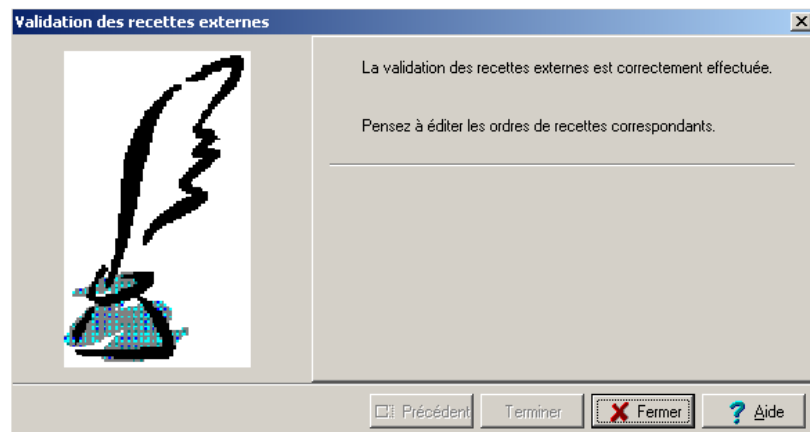 Validation des recettes externes
La validation des recettes externes est correctement effectuée.
Pensez à éditer les ordres de recettes correspondants.
Précédent Terminer Fermer ? Aide